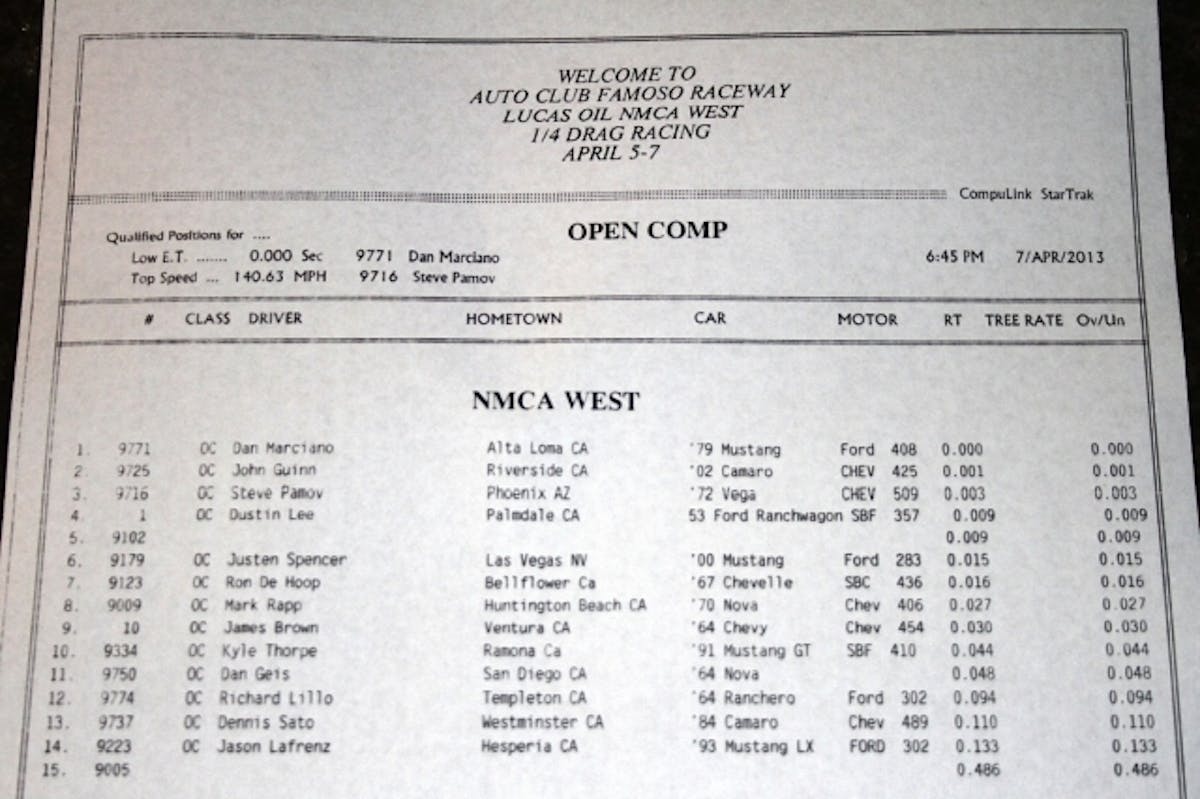 WELCOME TO
AUTO CLUB FAMOSO RACEWAY
LUCAS OIL NMCA WEST
1/4 DRAG RACING
APRIL 5-7
CompuLink StarTrak
Qualified Positions for ....
OPEN COMP
Low E.T. ....... 0.000 Sec 9771 Dan Marciano 6:45 PM 7/APR/2013
Top Speed ... 140.63 MPH 9716 Steve Pamov
# CLASS DRIVER HOMETOWN CAR MOTOR RT TREE RATE Ov/Un
NMCA WEST
1. 9771 OC Dan Marciano Alta Loma CA '79 Mustang Ford 408 0.000 0.000
2. 9725 OC John Guinn Riverside CA '02 Camaro CHEV 425 0.001 0.001
3. 9716 OC Steve Pamov Phoenix AZ '72 Vega CHEV 509 0.003 0.003
4. 1 OC Dustin Lee Palmdale CA 53 Ford Ranchwagon SBF 357 0.009 0.009
5. 9102 0.009 0.009
6. 9179 OC Justen Spencer Las Vegas NV '00 Mustang Ford 283 0.015 0.015
7. 9123 OC Ron De Hoop Bellflower Ca '67 Chevelle SBC 436 0.016 0.016
8. 9009 OC Mark Rapp Huntington Beach CA '70 Nova Chev 406 0.027 0.027
9. 10 OC James Brown Ventura CA '64 Chevy Chev 454 0.030 0.030
10. 9334 OC Kyle Thorpe Ramona Ca '91 Mustang GT SBF 410 0.044 0.044
11. 9750 OC Dan Geis San Diego CA '64 Nova 0.048 0.048
12. 9774 OC Richard Lillo Templeton CA '64 Ranchero Ford 302 0.094 0.094
13. 9737 OC Dennis Sato Westminster CA '84 Camaro Chev 489 0.110 0.110
14. 9223 OC Jason Lafrenz Hesperia CA '93 Mustang LX FORD 302 0.133 0.133
15. 9005 0.486 0.486